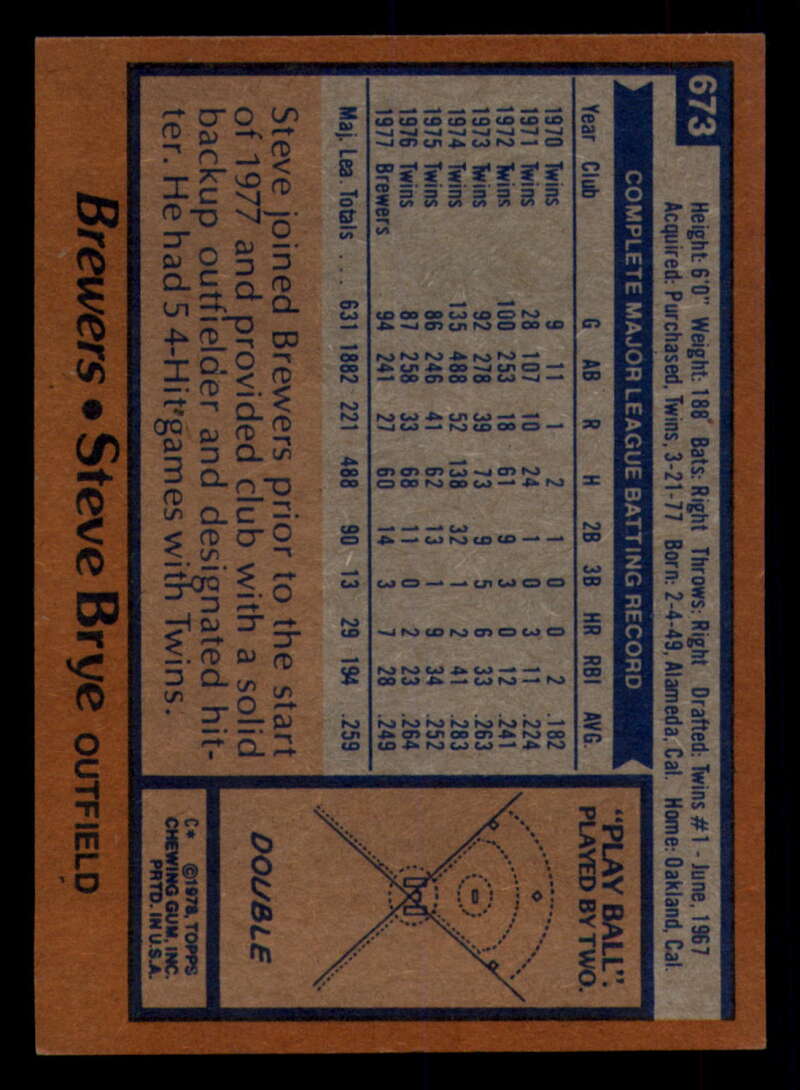 673
Height: 6'0" Weight: 188 Bats: Right Throws: Right Drafted: Twins #1 - June, 1967
Acquired: Purchased, Twins, 3-21-77 Born: 2-4-49, Alameda, Cal. Home: Oakland, Cal.
COMPLETE MAJOR LEAGUE BATTING RECORD
Year Club G AB R H 2B 3B HR RBI AVG.
1970 Twins 9 11 1 2 1 0 0 2 .182
1971 Twins 28 107 10 24 1 0 3 11 .224
1972 Twins 100 253 18 61 9 3 0 12 .241
1973 Twins 92 278 39 73 9 5 6 33 .263
1974 Twins 135 488 52 138 32 1 2 41 .283
1975 Twins 86 246 41 62 13 1 9 34 .252
1976 Twins 87 258 33 68 11 0 2 23 .264
1977 Brewers 94 241 27 60 14 3 7 28 .249
Maj. Lea. Totals .... 631 1882 221 488 90 13 29 194 .259
Steve joined Brewers prior to the start
of 1977 and provided club with a solid
backup outfielder and designated hit-
ter. He had 5 4-Hit games with Twins.
"PLAY BALL":
PLAYED BY TWO.
DOUBLE
C* ©1978, TOPPS
CHEWING GUM, INC.
PRTD. IN U.S.A.
Brewers • Steve Brye OUTFIELD